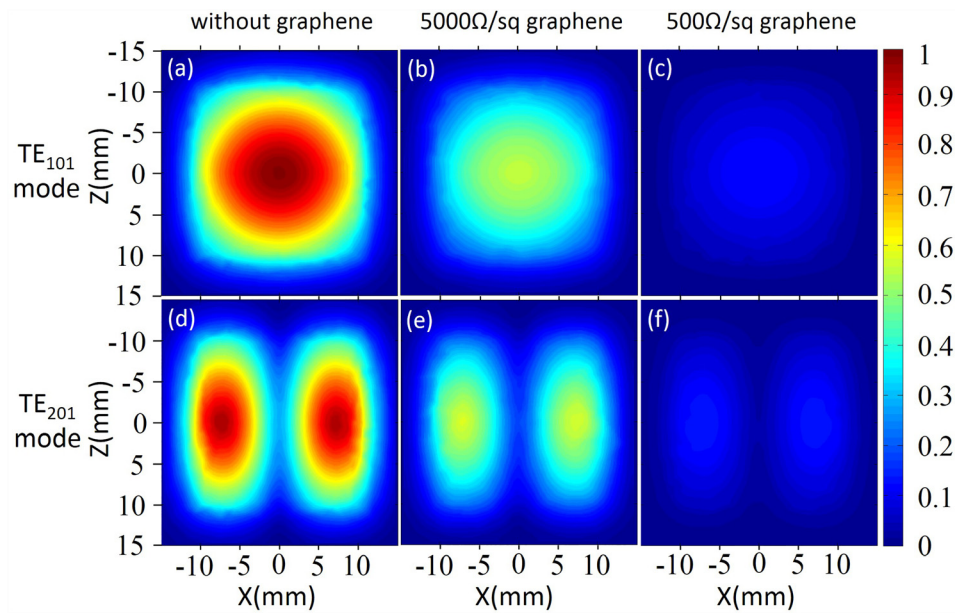 without graphene
5000Ω/sq graphene
500Ω/sq graphene
TE₁₀₁
mode
Z(mm)
-15
-10
-5
0
5
10
15
(a)
(b)
(c)
1
0.9
0.8
0.7
0.6
0.5
0.4
0.3
0.2
0.1
0
TE₂₀₁
mode
Z(mm)
-10
-5
0
5
10
15
(d)
(e)
(f)
-10 -5 0 5 10
-10 -5 0 5 10
-10 -5 0 5 10
X(mm)
X(mm)
X(mm)